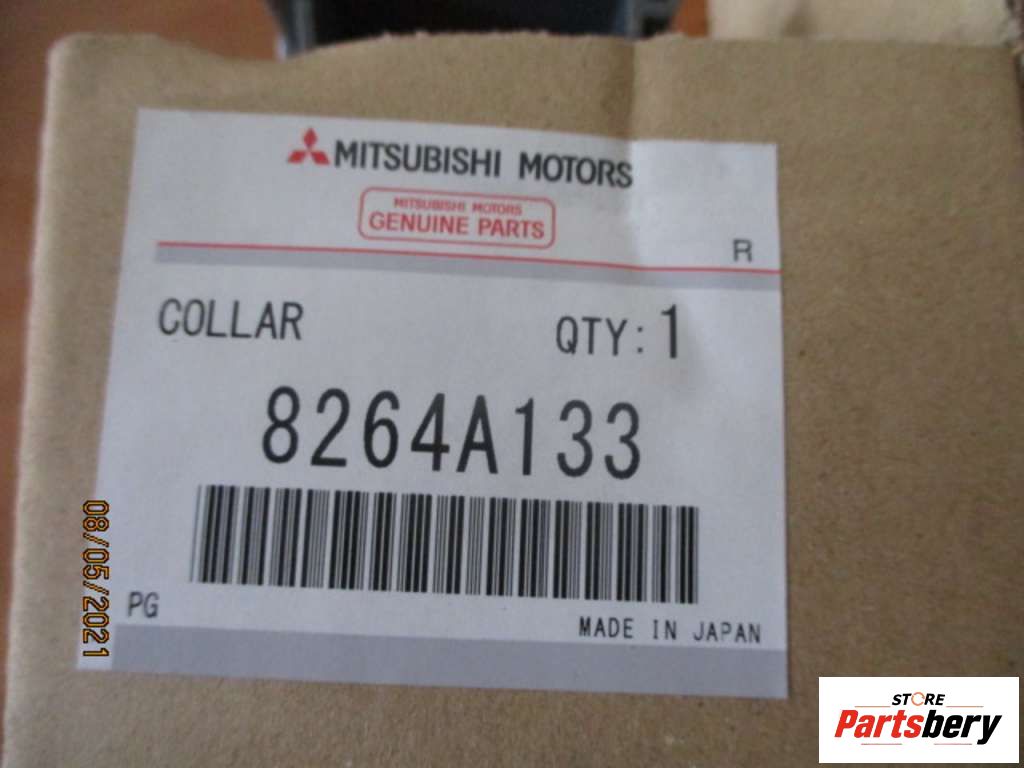 MITSUBISHI MOTORS
MITSUBISHI MOTORS
GENUINE PARTS
R
COLLAR QTY: 1
8264A133
PG
MADE IN JAPAN
08/05/2021
STORE
Partsbery